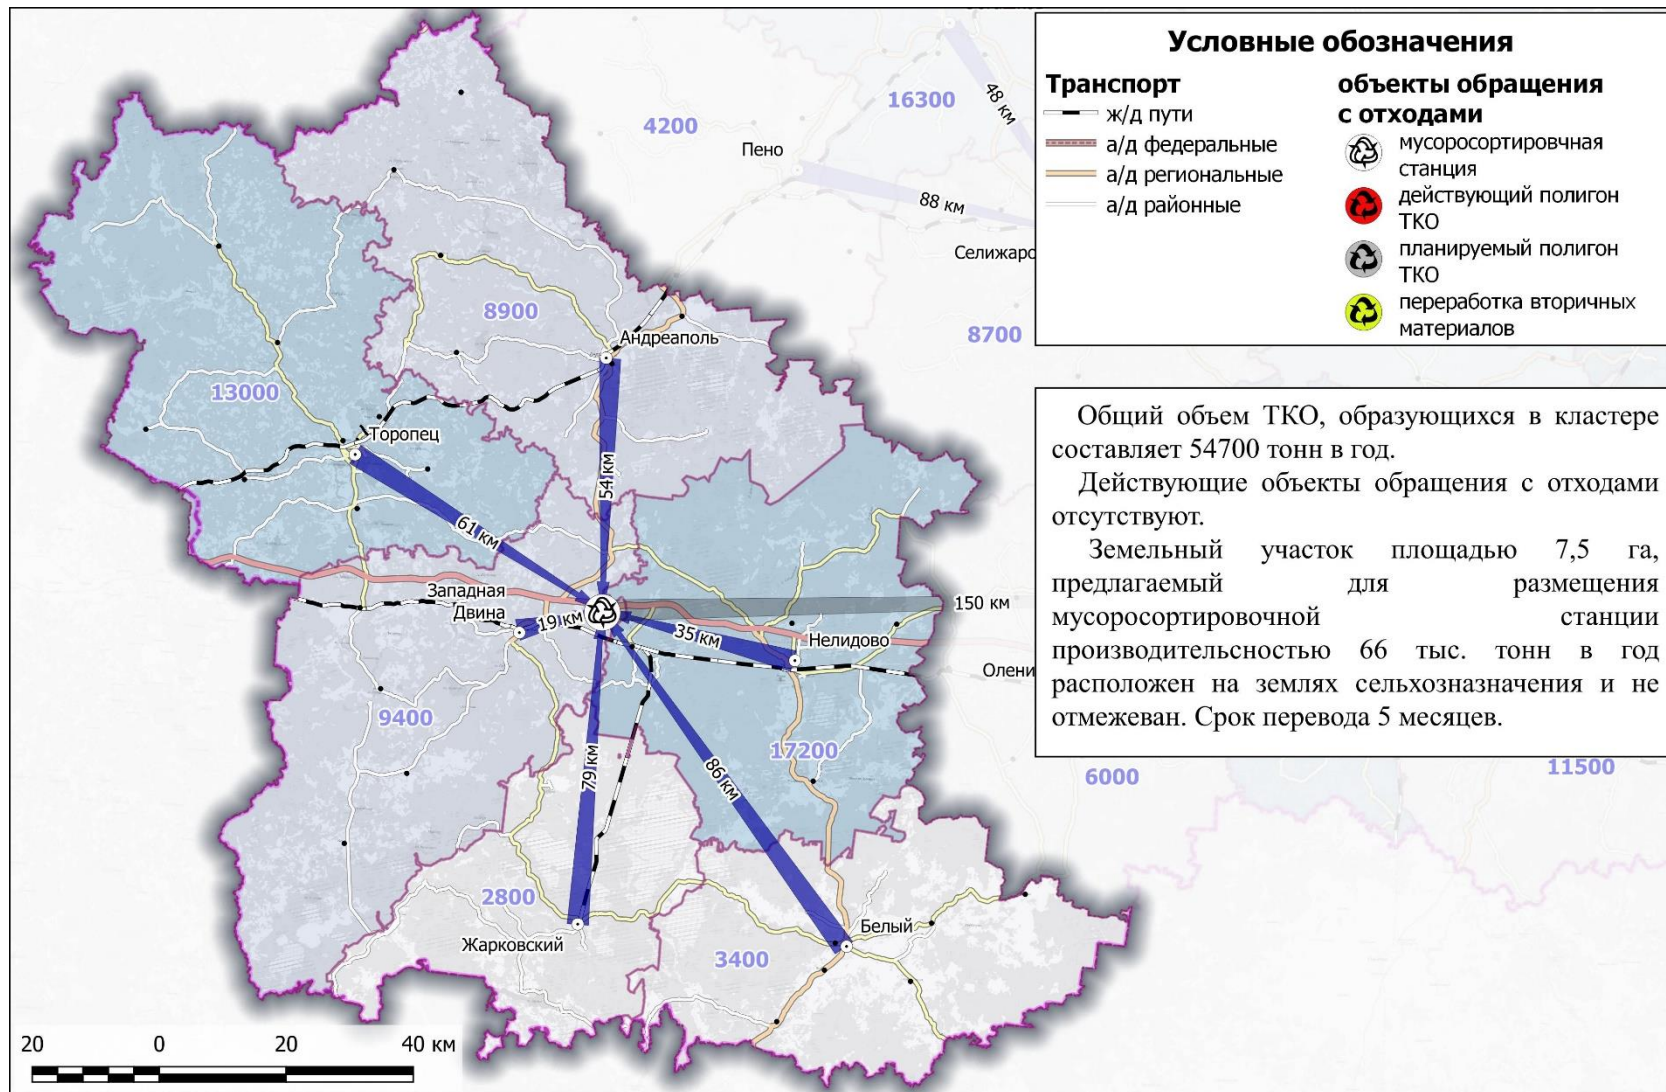 Условные обозначения
Транспорт
ж/д пути
а/д федеральные
а/д региональные
а/д районные
объекты обращения
с отходами
мусоросортировчная
станция
действующий полигон
ТКО
планируемый полигон
ТКО
переработка вторичных
материалов
16300
48 км
4200
Пено
88 км
Селижаро
8700
8900
Андреаполь
13000
Торопец
54 км
61 км
Западная
Двина
19 км
150 км
35 км
Нелидово
Олени
9400
17200
79 км
86 км
6000
11500
2800
Жарковский
Белый
3400
Общий объем ТКО, образующихся в кластере
составляет 54700 тонн в год.
Действующие объекты обращения с отходами
отсутствуют.
Земельный участок площадью 7,5 га,
предлагаемый для размещения
мусоросортировочной станции
производительсностью 66 тыс. тонн в год
расположен на землях сельхозназначения и не
отмежеван. Срок перевода 5 месяцев.
20 0 20 40 км